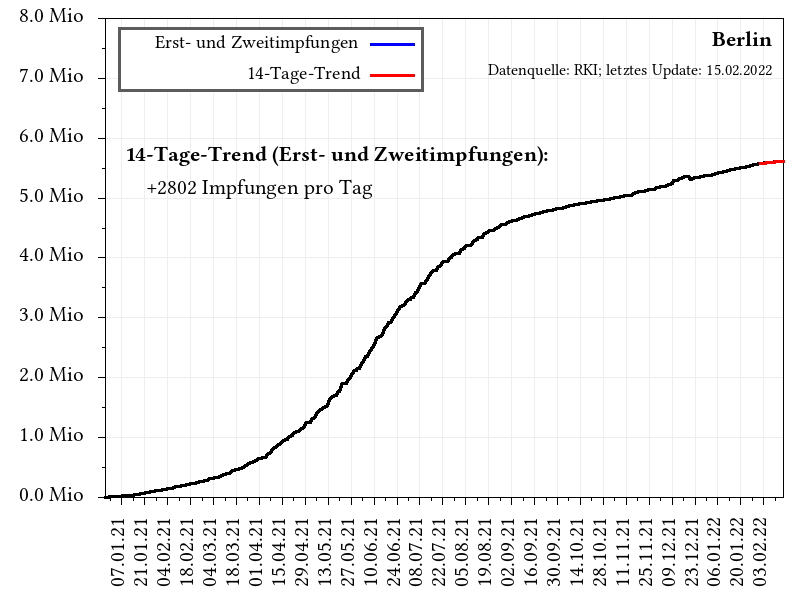 8.0 Mio
7.0 Mio
6.0 Mio
5.0 Mio
4.0 Mio
3.0 Mio
2.0 Mio
1.0 Mio
0.0 Mio
Erst- und Zweitimpfungen
14-Tage-Trend
Berlin
Datenquelle: RKI; letztes Update: 15.02.2022
14-Tage-Trend (Erst- und Zweitimpfungen):
+2802 Impfungen pro Tag
07.01.21
21.01.21
04.02.21
18.02.21
04.03.21
18.03.21
01.04.21
15.04.21
29.04.21
13.05.21
27.05.21
10.06.21
24.06.21
08.07.21
22.07.21
05.08.21
19.08.21
02.09.21
16.09.21
30.09.21
14.10.21
28.10.21
11.11.21
25.11.21
09.12.21
23.12.21
06.01.22
20.01.22
03.02.22